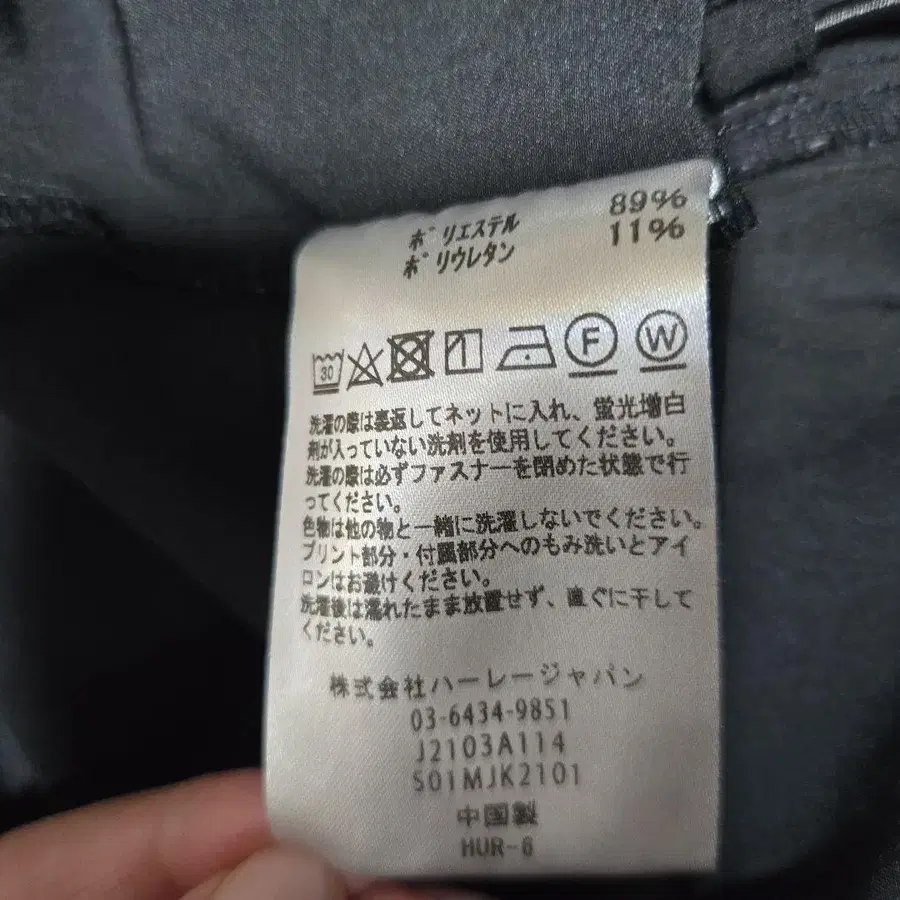 ポリエステル 89%
ポリウレタン 11%
30 F W
洗濯の際は裏返してネットに入れ、蛍光増白
剤が入っていない洗剤を使用してください。
洗濯の際は必ずファスナーを閉めた状態で行
ってください。
色物は他の物と一緒に洗濯しないでください。
プリント部分・付属部分へのもみ洗いとアイ
ロンはお避けください。
洗濯後は濡れたまま放置せず、直ぐに干して
ください。
株式会社ハーレージャパン
03-6434-9851
J2103A114
S01MJK2101
中国製
HUR-6